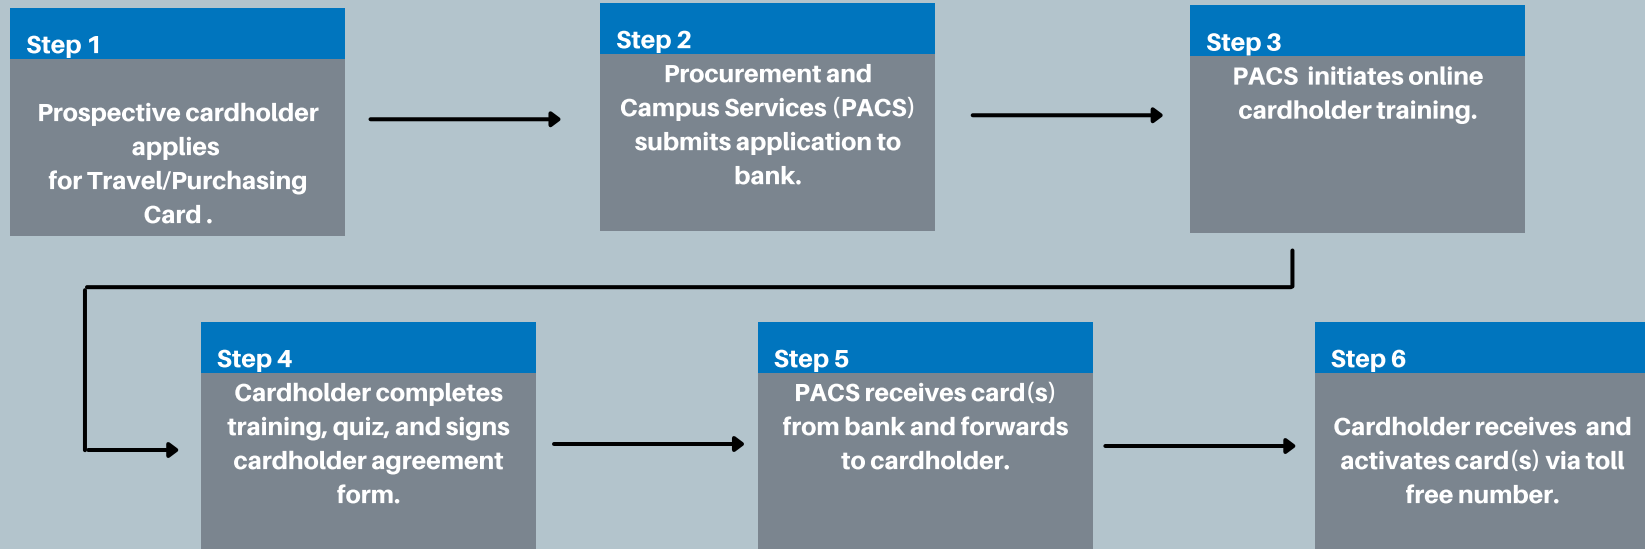 Step 1
Prospective cardholder
applies
for Travel/Purchasing
Card .
Step 2
Procurement and
Campus Services (PACS)
submits application to
bank.
Step 3
PACS  initiates online
cardholder training.
Step 4
Cardholder completes
training, quiz, and signs
cardholder agreement
form.
Step 5
PACS receives card(s)
from bank and forwards
to cardholder.
Step 6
Cardholder receives  and
activates card(s) via toll
free number.